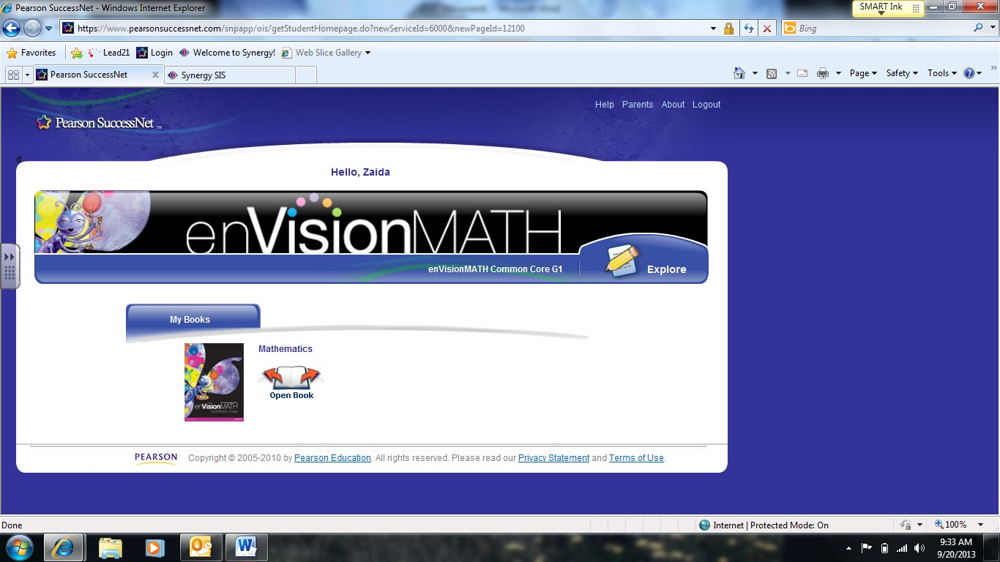 Pearson SuccessNet - Windows Internet Explorer
SMART Ink
https://www.pearsonsuccessnet.com/snpapp/ois/getStudentHomepage.do?newServiceId=6000&newPageId=12100
Bing
Favorites Lead21 Login Welcome to Synergy! Web Slice Gallery
Pearson SuccessNet Synergy SIS Page Safety Tools
Help Parents About Logout
Pearson SuccessNet™
d
Hello, Zaida
enVisionMATH
enVisionMATH Common Core G1 Explore
My Books
Mathematics
enVisionMATH
Common Core
Open Book
PEARSON Copyright © 2005-2010 by Pearson Education. All rights reserved. Please read our Privacy Statement and Terms of Use.
Done Internet | Protected Mode: On 100%
9:33 AM
9/20/2013